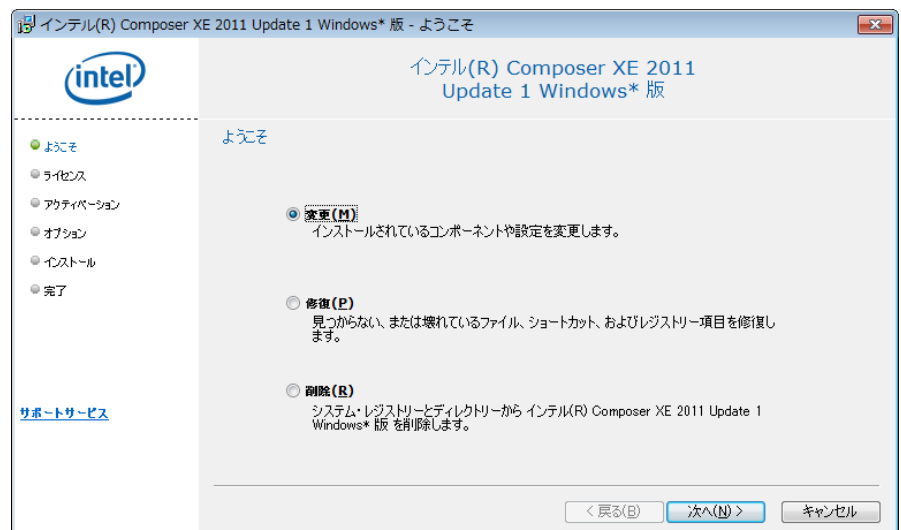 インテル(R) Composer XE 2011 Update 1 Windows* 版 - ようこそ
intel
インテル(R) Composer XE 2011
Update 1 Windows* 版
ようこそ
ライセンス
アクティベーション
オプション
インストール
完了
サポートサービス
ようこそ
変更(M)
インストールされているコンポーネントや設定を変更します。
修復(P)
見つからない、または壊れているファイル、ショートカット、およびレジストリー項目を修復し
ます。
削除(R)
システム・レジストリーとディレクトリーから インテル(R) Composer XE 2011 Update 1
Windows* 版 を削除します。
< 戻る(B)
次へ(N) >
キャンセル